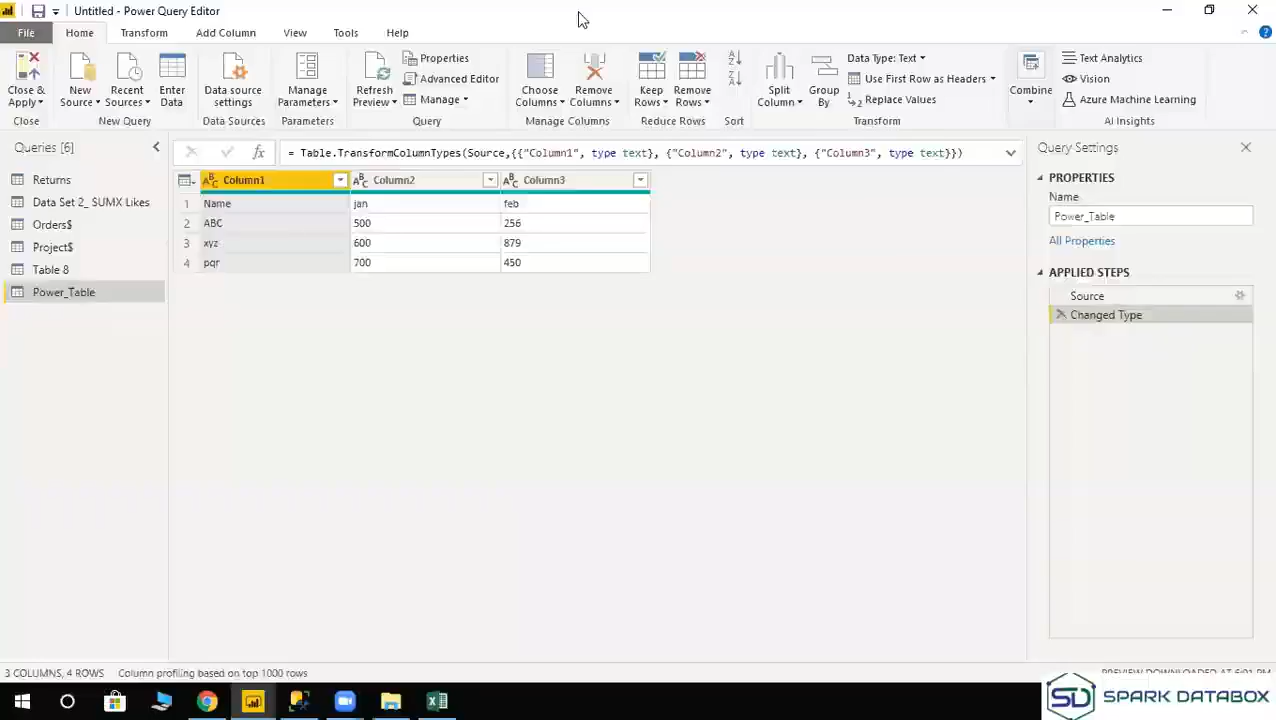 Untitled - Power Query Editor
File Home Transform Add Column View Tools Help
Close & Apply
New Source
Recent Sources
Enter Data
Data source settings
Manage Parameters
Refresh Preview
Properties
Advanced Editor
Manage
Choose Columns
Remove Columns
Keep Rows
Remove Rows
Split Column
Group By
Data Type: Text
Use First Row as Headers
Replace Values
Combine
Text Analytics
Vision
Azure Machine Learning
Close New Query Data Sources Parameters Query Manage Columns Reduce Rows Sort Transform AI Insights
Queries [6]
Returns
Data Set 2_ SUMX Likes
Orders$
Project$
Table 8
Power_Table
fx = Table.TransformColumnTypes(Source,{{"Column1", type text}, {"Column2", type text}, {"Column3", type text}})
Column1 Column2 Column3
1 Name jan feb
2 ABC 500 256
3 xyz 600 879
4 pqr 700 450
Query Settings
PROPERTIES
Name
Power_Table
All Properties
APPLIED STEPS
Source
Changed Type
3 COLUMNS, 4 ROWS Column profiling based on top 1000 rows
SPARK DATABOX